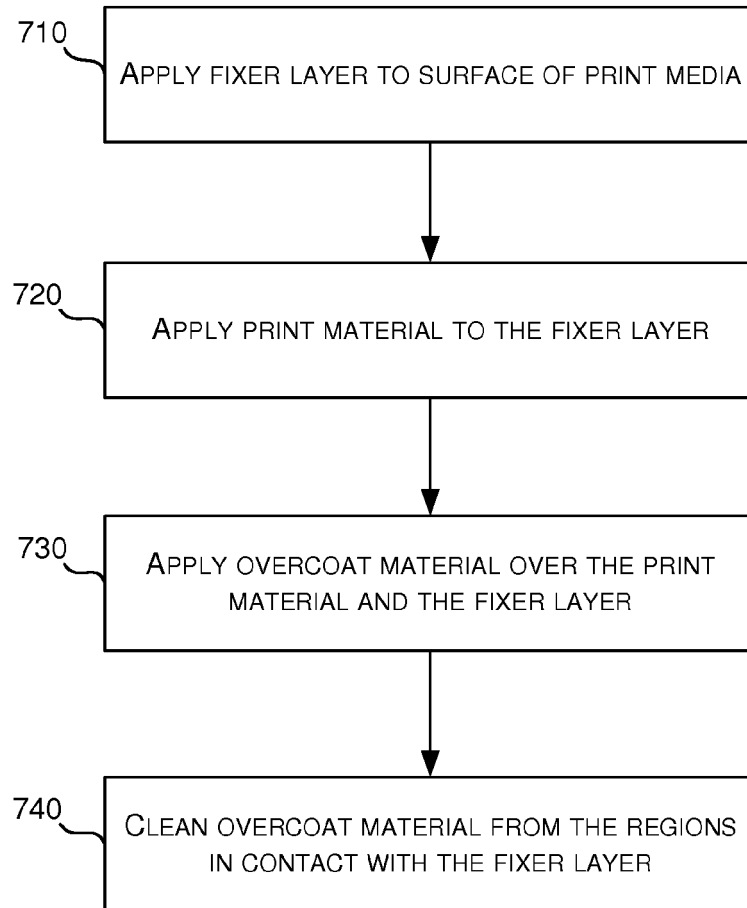 710
APPLY FIXER LAYER TO SURFACE OF PRINT MEDIA
720
APPLY PRINT MATERIAL TO THE FIXER LAYER
730
APPLY OVERCOAT MATERIAL OVER THE PRINT
MATERIAL AND THE FIXER LAYER
740
CLEAN OVERCOAT MATERIAL FROM THE REGIONS
IN CONTACT WITH THE FIXER LAYER